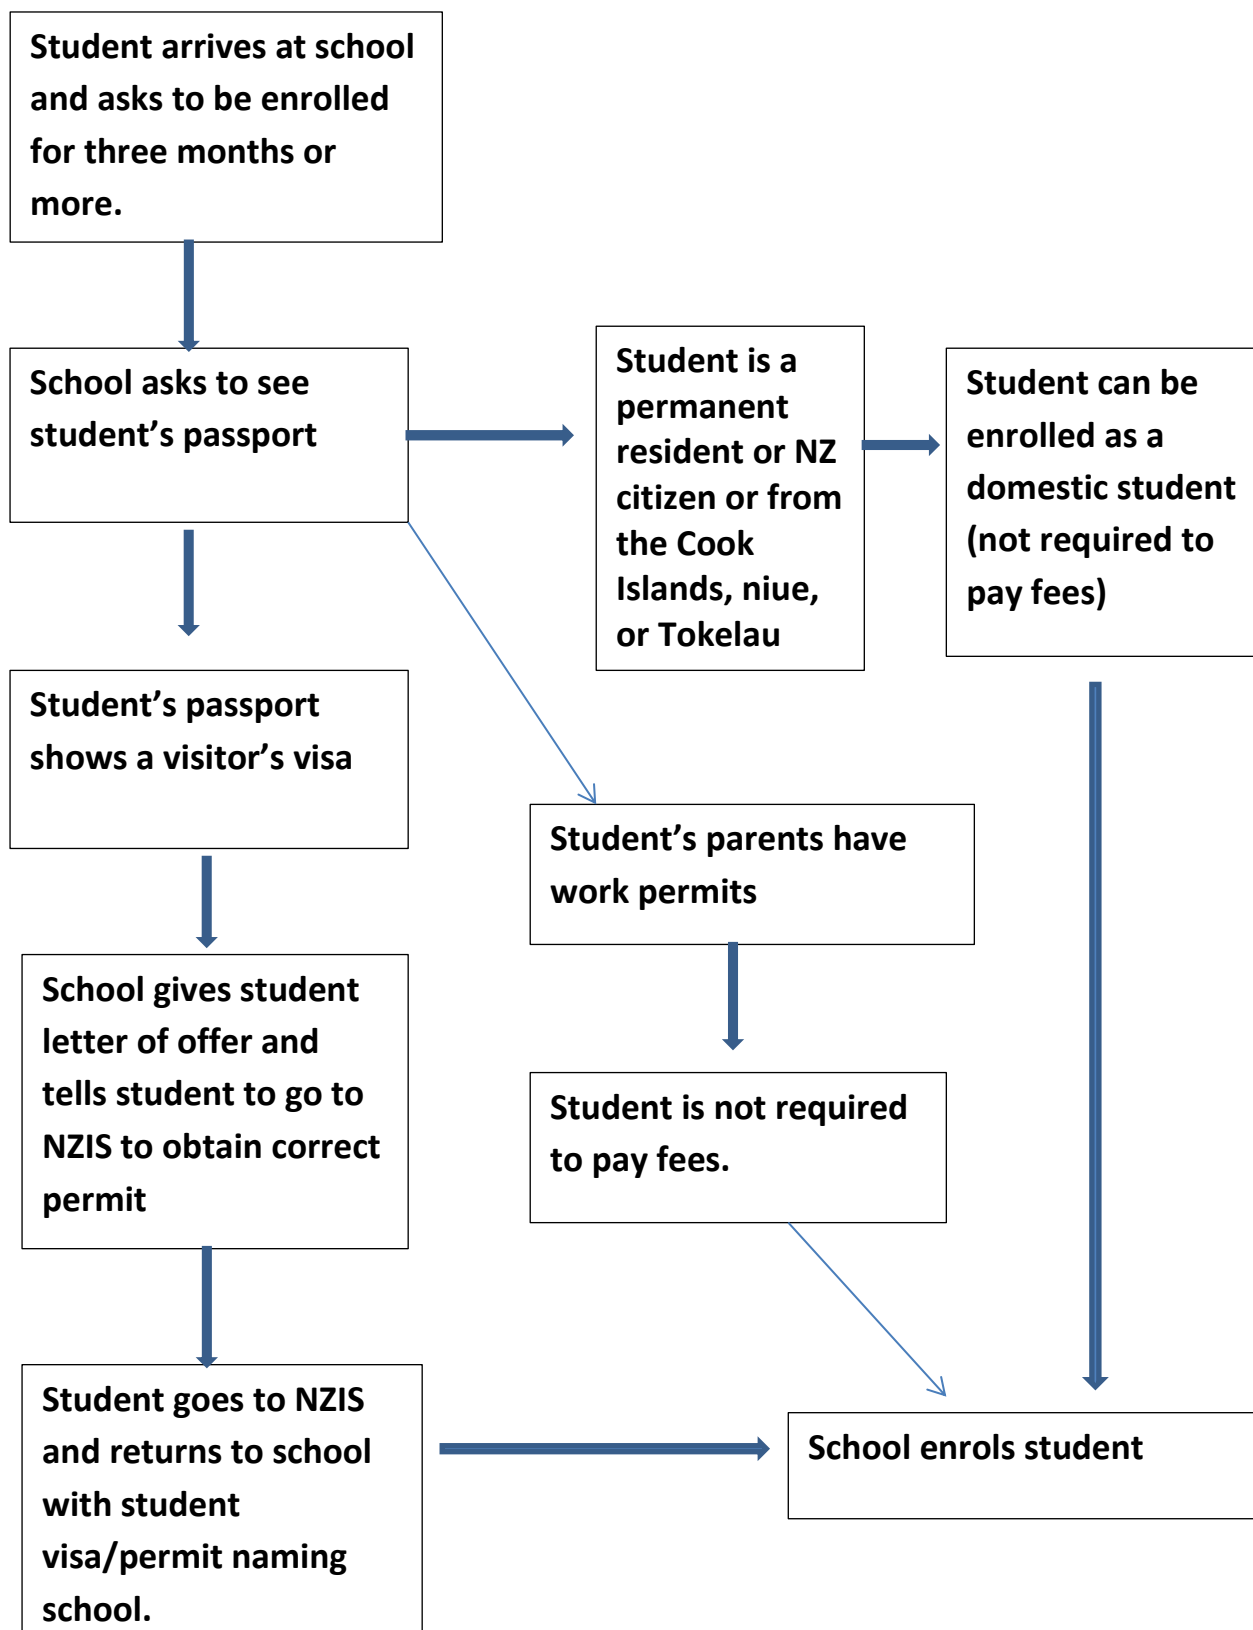 Student arrives at school
and asks to be enrolled
for three months or
more.
School asks to see
student’s passport
Student is a
permanent
resident or NZ
citizen or from
the Cook
Islands, niue,
or Tokelau
Student can be
enrolled as a
domestic student
(not required to
pay fees)
Student’s passport
shows a visitor’s visa
Student’s parents have
work permits
School gives student
letter of offer and
tells student to go to
NZIS to obtain correct
permit
Student is not required
to pay fees.
Student goes to NZIS
and returns to school
with student
visa/permit naming
school.
School enrols student